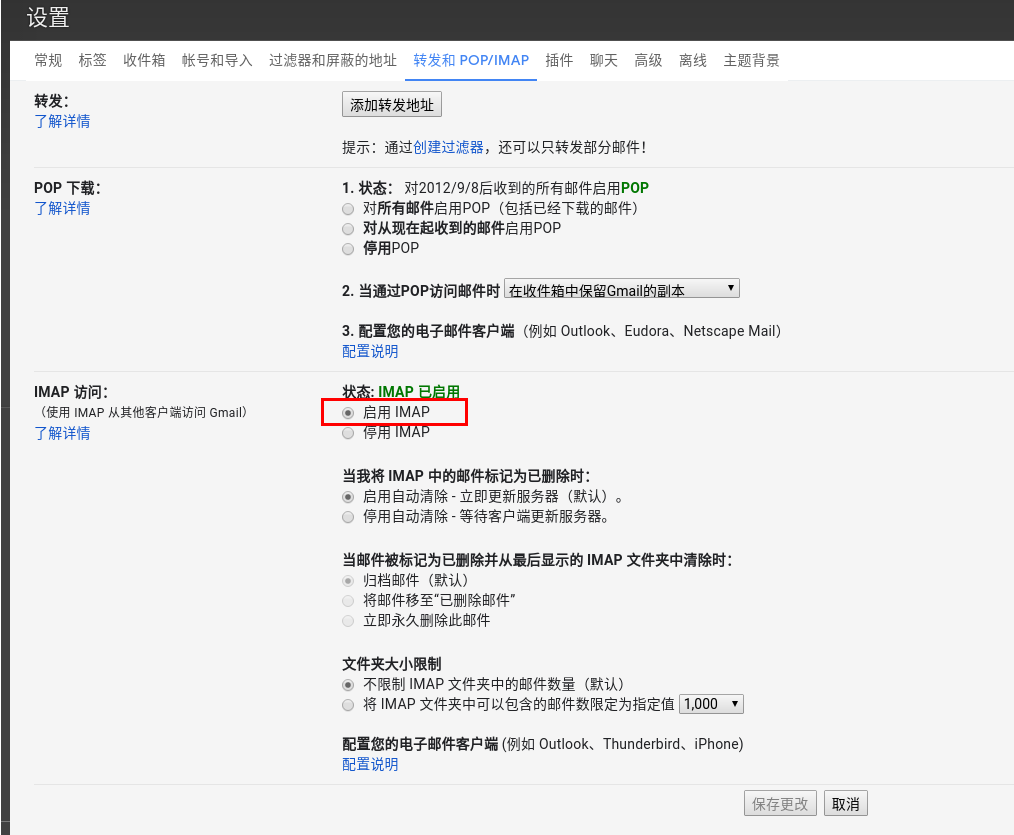 设置
常规 标签 收件箱 帐号和导入 过滤器和屏蔽的地址 转发和 POP/IMAP 插件 聊天 高级 离线 主题背景
转发：
了解详情
添加转发地址
提示：通过创建过滤器，还可以只转发部分邮件！
POP 下载：
了解详情
1. 状态： 对2012/9/8后收到的所有邮件启用POP
对所有邮件启用POP（包括已经下载的邮件）
对从现在起收到的邮件启用POP
停用POP
2. 当通过POP访问邮件时 在收件箱中保留Gmail的副本
3. 配置您的电子邮件客户端（例如 Outlook、Eudora、Netscape Mail）
配置说明
IMAP 访问：
（使用 IMAP 从其他客户端访问 Gmail）
了解详情
状态: IMAP 已启用
启用 IMAP
停用 IMAP
当我将 IMAP 中的邮件标记为已删除时：
启用自动清除 - 立即更新服务器（默认）。
停用自动清除 - 等待客户端更新服务器。
当邮件被标记为已删除并从最后显示的 IMAP 文件夹中清除时：
归档邮件（默认）
将邮件移至“已删除邮件”
立即永久删除此邮件
文件夹大小限制
不限制 IMAP 文件夹中的邮件数量（默认）
将 IMAP 文件夹中可以包含的邮件数限定为指定值 1,000
配置您的电子邮件客户端 (例如 Outlook、Thunderbird、iPhone)
配置说明
保存更改 取消